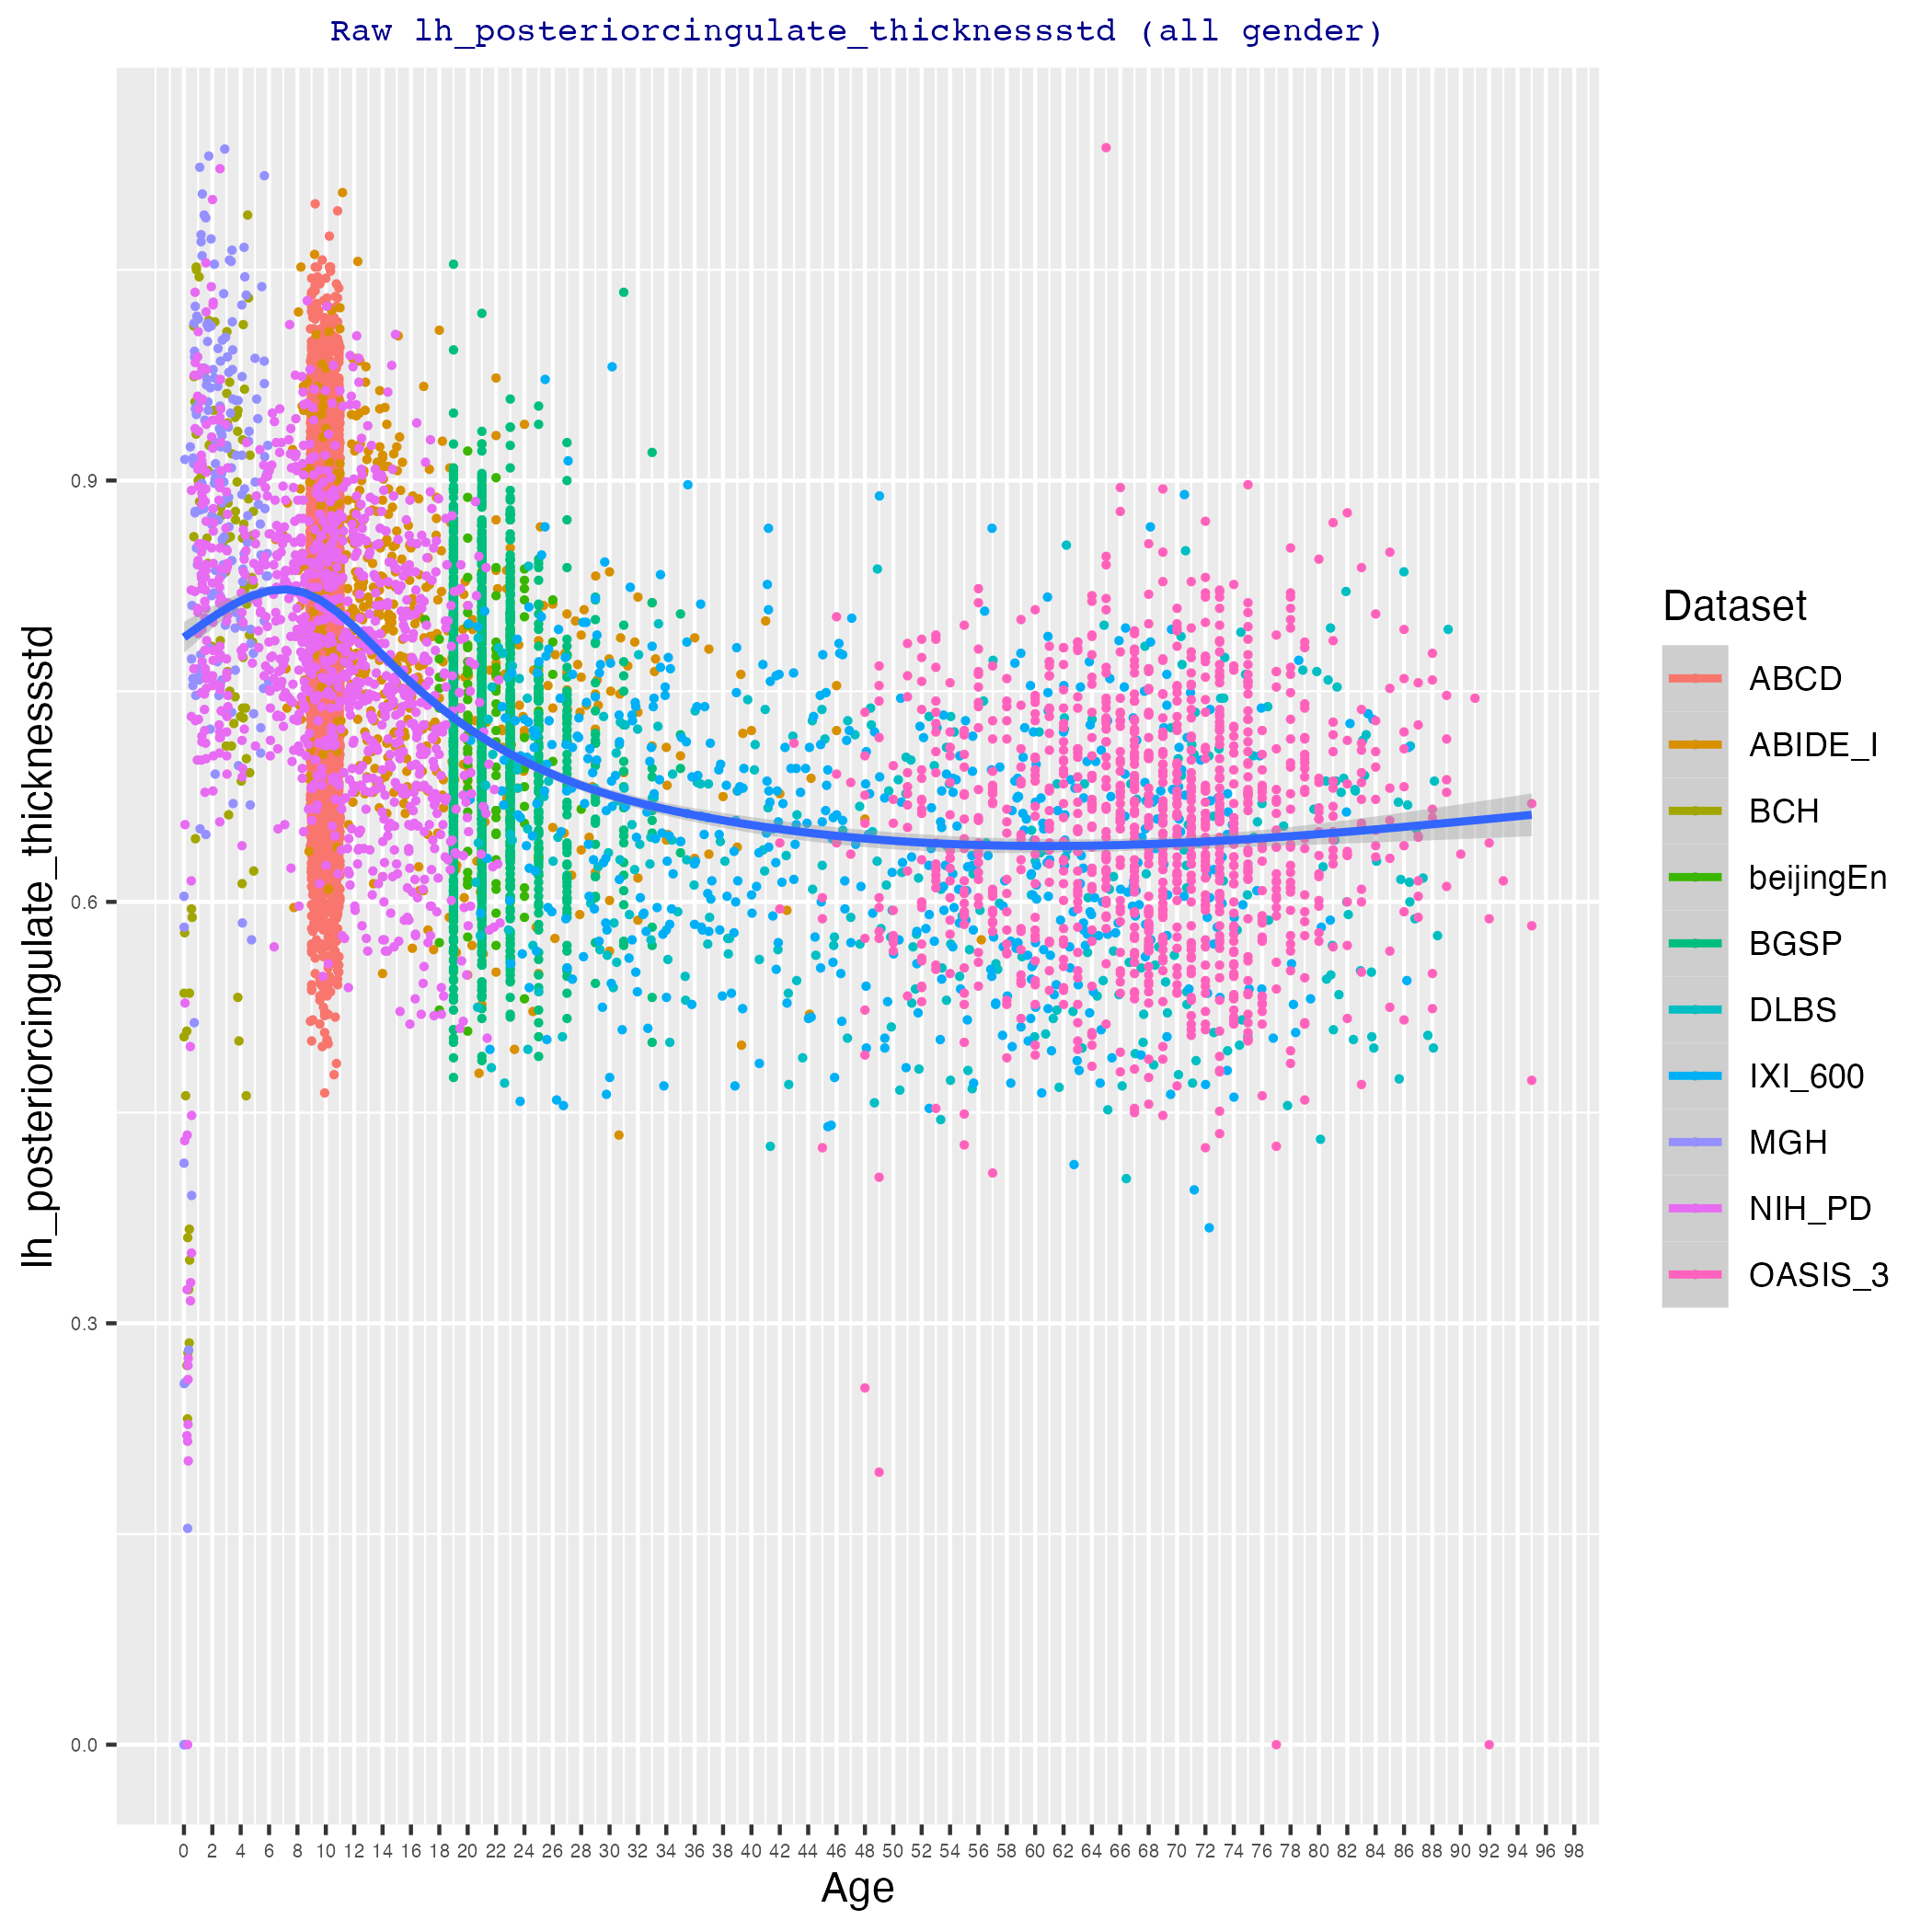 Raw lh_posteriorcingulate_thicknessstd (all gender)
lh_posteriorcingulate_thicknessstd
0.9
0.6
0.3
0.0
0 2 4 6 8 10 12 14 16 18 20 22 24 26 28 30 32 34 36 38 40 42 44 46 48 50 52 54 56 58 60 62 64 66 68 70 72 74 76 78 80 82 84 86 88 90 92 94 96 98
Age
Dataset
ABCD
ABIDE_I
BCH
beijingEn
BGSP
DLBS
IXI_600
MGH
NIH_PD
OASIS_3